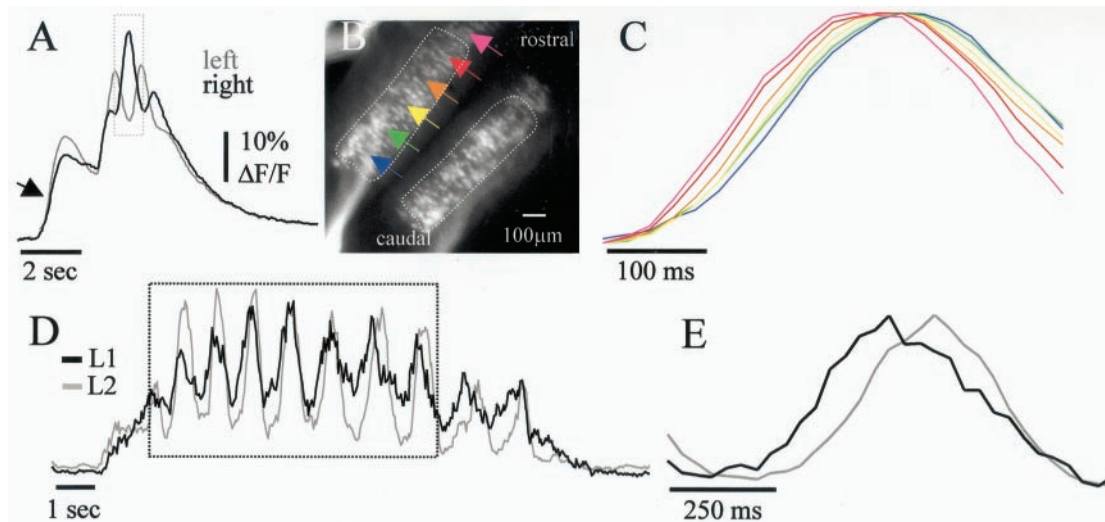 A
left
right
10%
ΔF/F
2 sec
B
rostral
caudal
100μm
C
100 ms
D
L1
L2
1 sec
E
250 ms